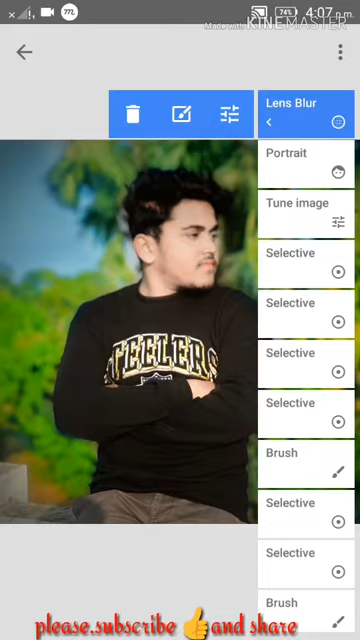 4:07 p.m.
74%
Made with KINEMASTER
Lens Blur
Portrait
Tune image
Selective
Selective
Selective
Selective
Brush
Selective
Selective
Brush
STEELERS
please.subscribe 👍and share